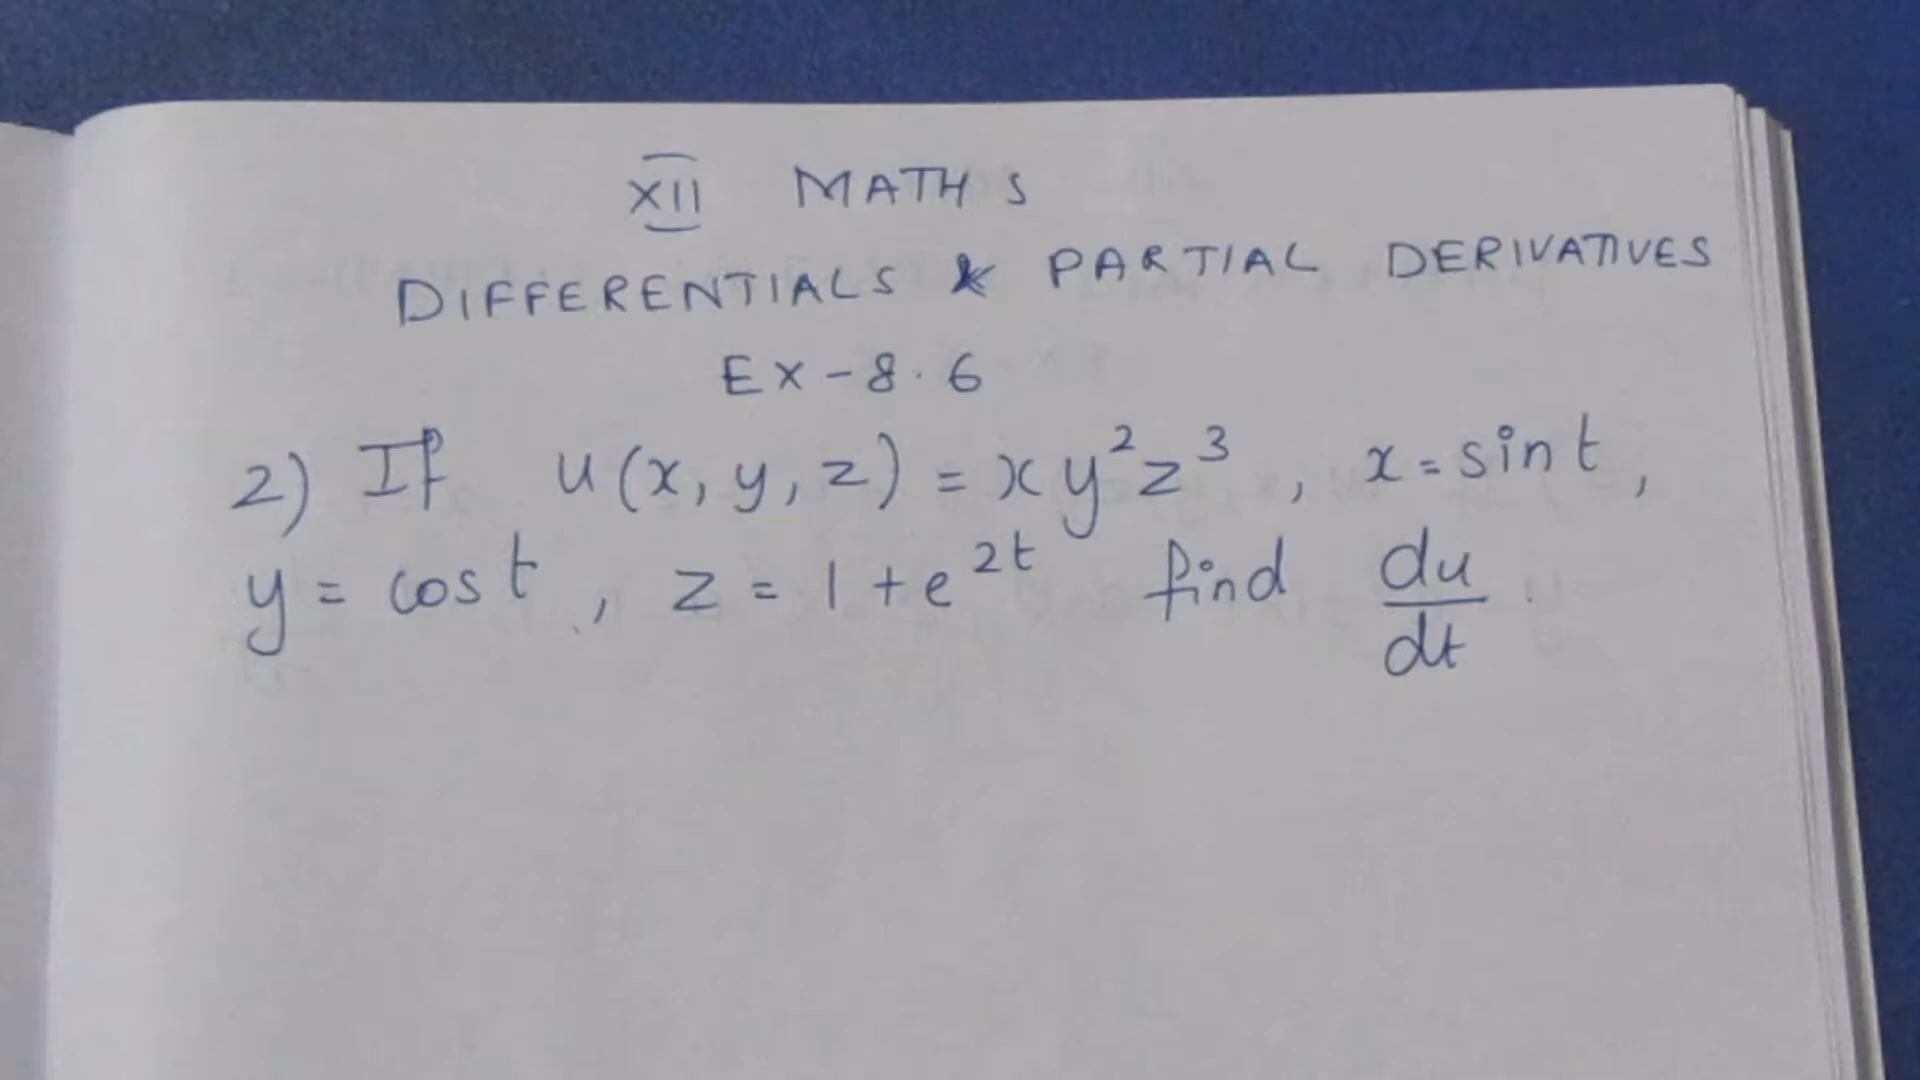 XII MATHS
DIFFERENTIALS & PARTIAL DERIVATIVES
EX-8.6
2) If u(x, y, z) = xy²z³, x = sin t,
y = cos t, z = 1 + e^{2t} find du/dt.